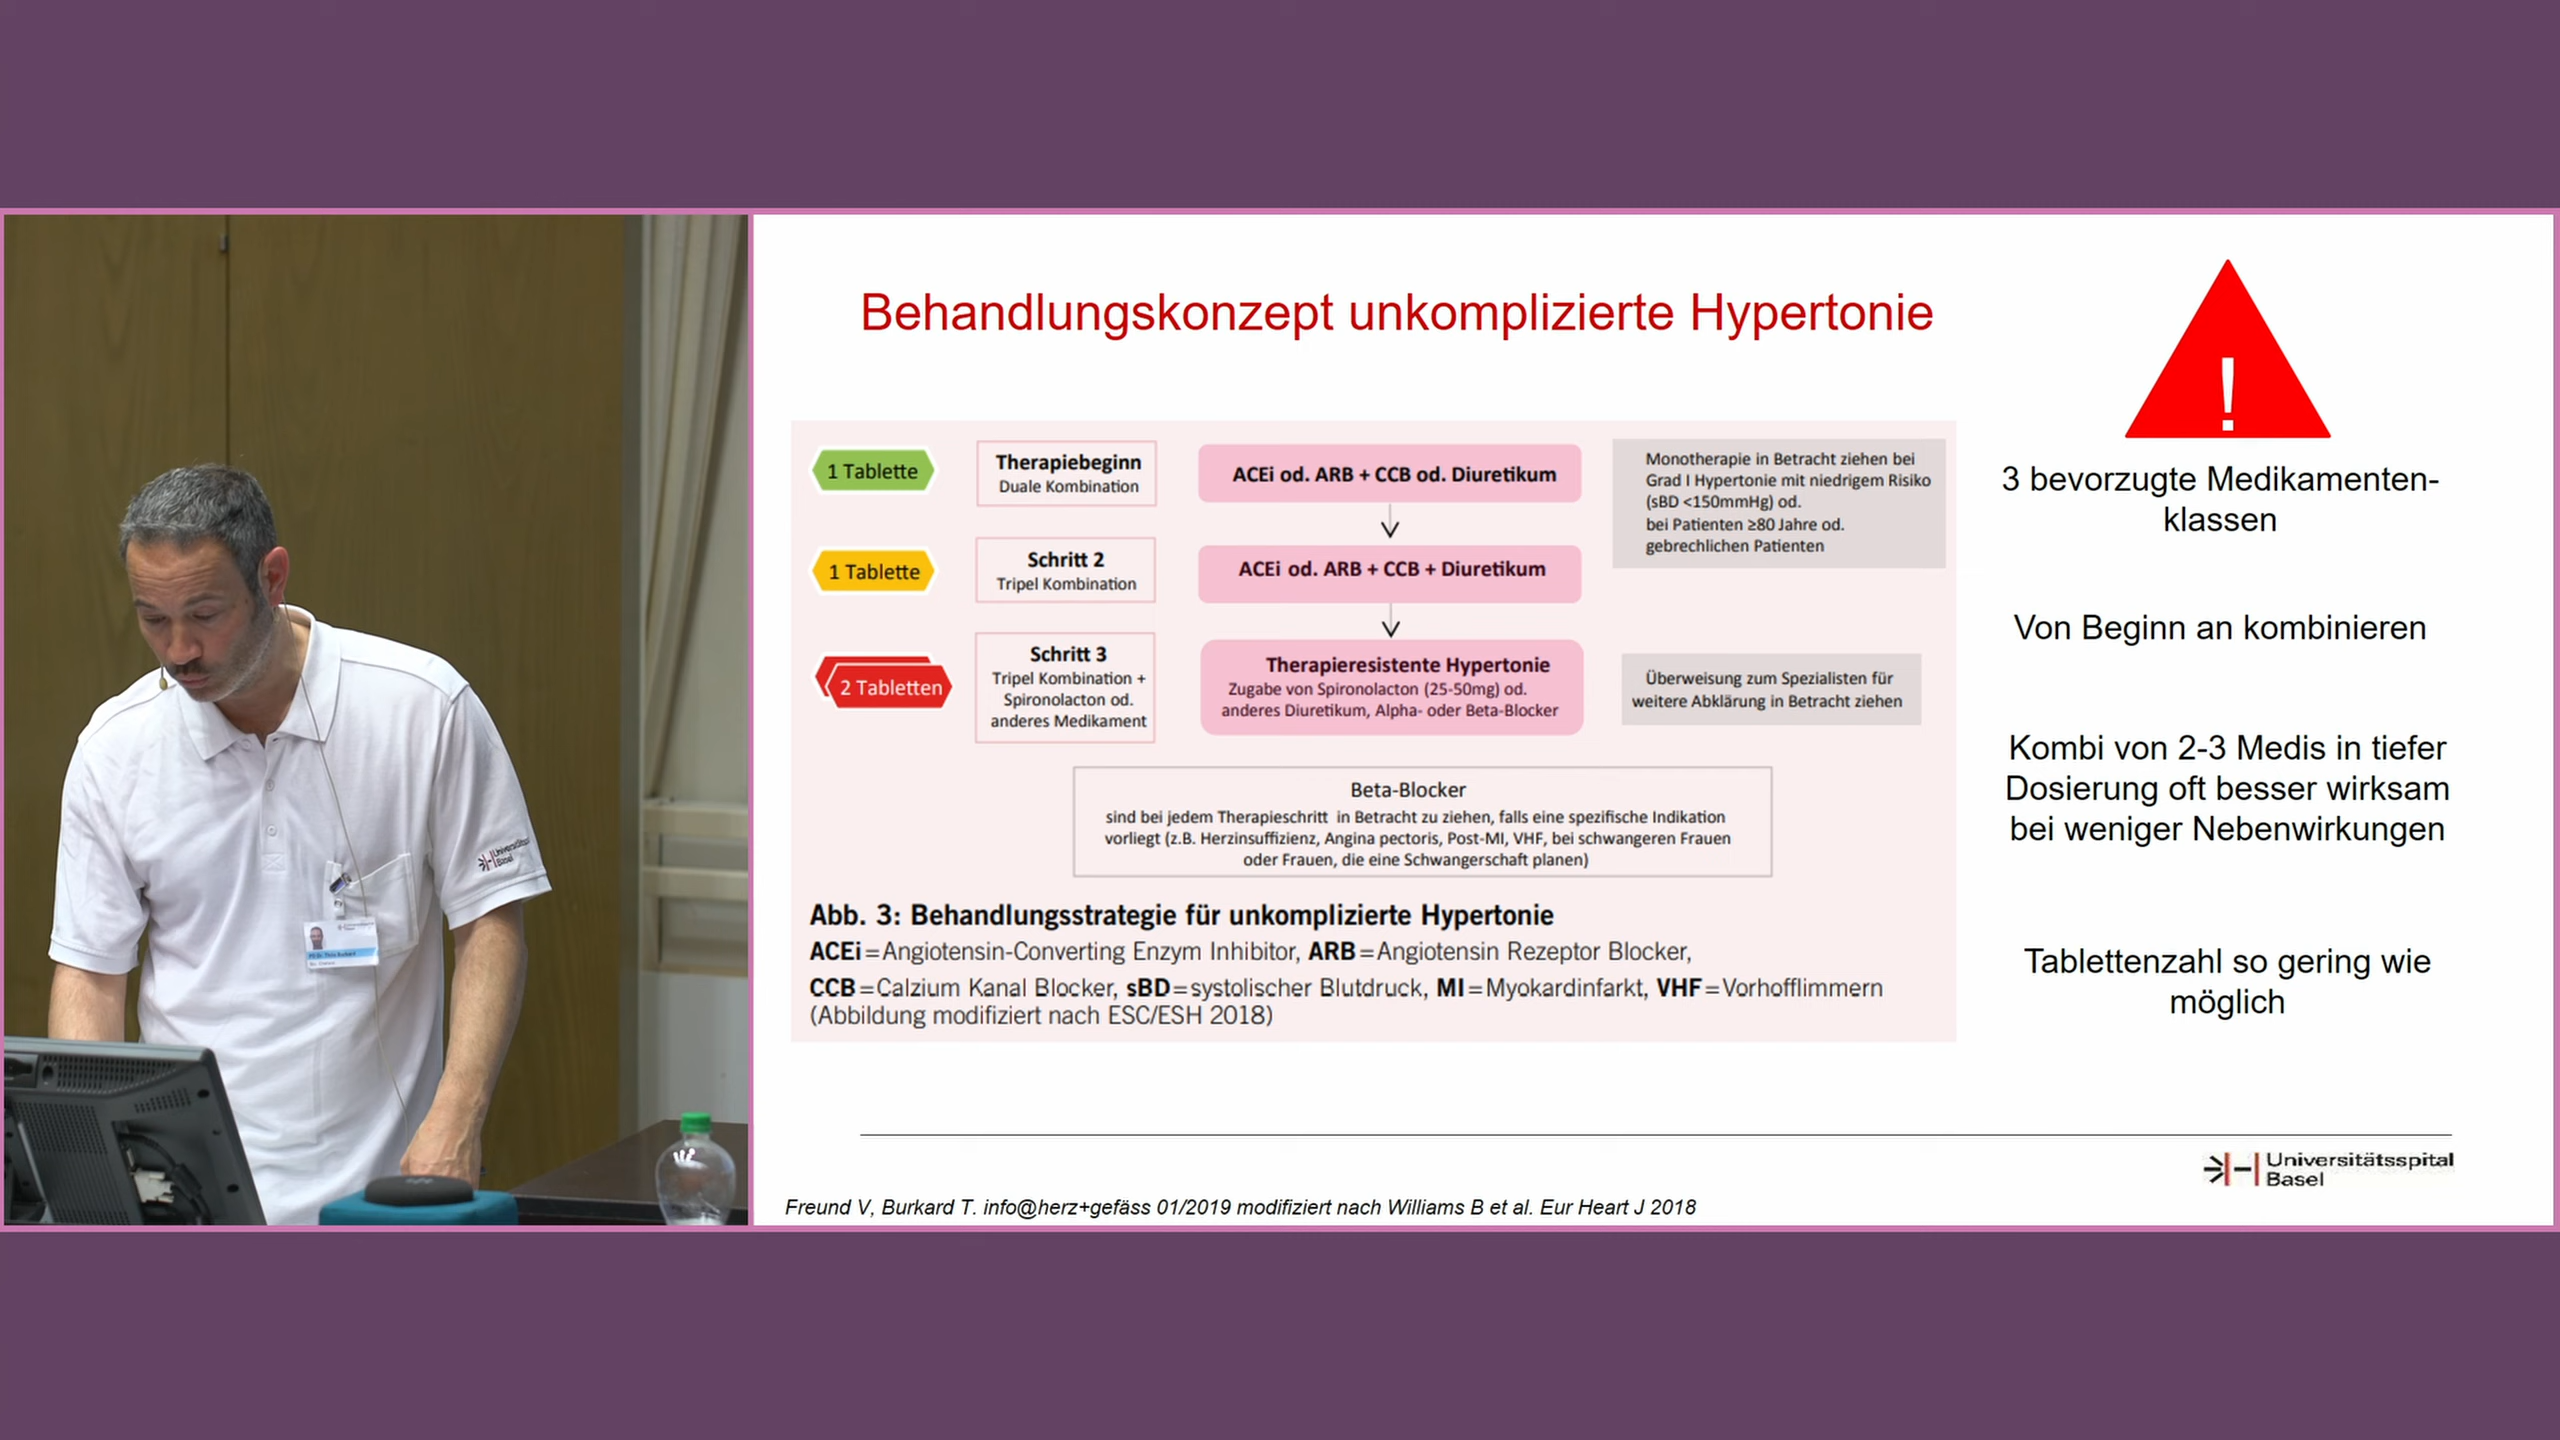 Behandlungskonzept unkomplizierte Hypertonie
1 Tablette
Therapiebeginn
Duale Kombination
ACEi od. ARB + CCB od. Diuretikum
Monotherapie in Betracht ziehen bei
Grad I Hypertonie mit niedrigem Risiko
(sBD <150mmHg) od.
bei Patienten ≥80 Jahre od.
gebrechlichen Patienten
1 Tablette
Schritt 2
Tripel Kombination
ACEi od. ARB + CCB + Diuretikum
2 Tabletten
Schritt 3
Tripel Kombination +
Spironolacton od.
anderes Medikament
Therapieresistente Hypertonie
Zugabe von Spironolacton (25-50mg) od.
anderes Diuretikum, Alpha- oder Beta-Blocker
Überweisung zum Spezialisten für
weitere Abklärung in Betracht ziehen
Beta-Blocker
sind bei jedem Therapieschritt in Betracht zu ziehen, falls eine spezifische Indikation
vorliegt (z.B. Herzinsuffizienz, Angina pectoris, Post-MI, VHF, bei schwangeren Frauen
oder Frauen, die eine Schwangerschaft planen)
Abb. 3: Behandlungsstrategie für unkomplizierte Hypertonie
ACEi=Angiotensin-Converting Enzym Inhibitor, ARB=Angiotensin Rezeptor Blocker,
CCB=Calzium Kanal Blocker, sBD=systolischer Blutdruck, MI=Myokardinfarkt, VHF=Vorhofflimmern
(Abbildung modifiziert nach ESC/ESH 2018)
!
3 bevorzugte Medikamenten-
klassen
Von Beginn an kombinieren
Kombi von 2-3 Medis in tiefer
Dosierung oft besser wirksam
bei weniger Nebenwirkungen
Tablettenzahl so gering wie
möglich
Universitätsspital
Basel
Freund V, Burkard T. info@herz+gefäss 01/2019 modifiziert nach Williams B et al. Eur Heart J 2018
Universitätsspital
Basel